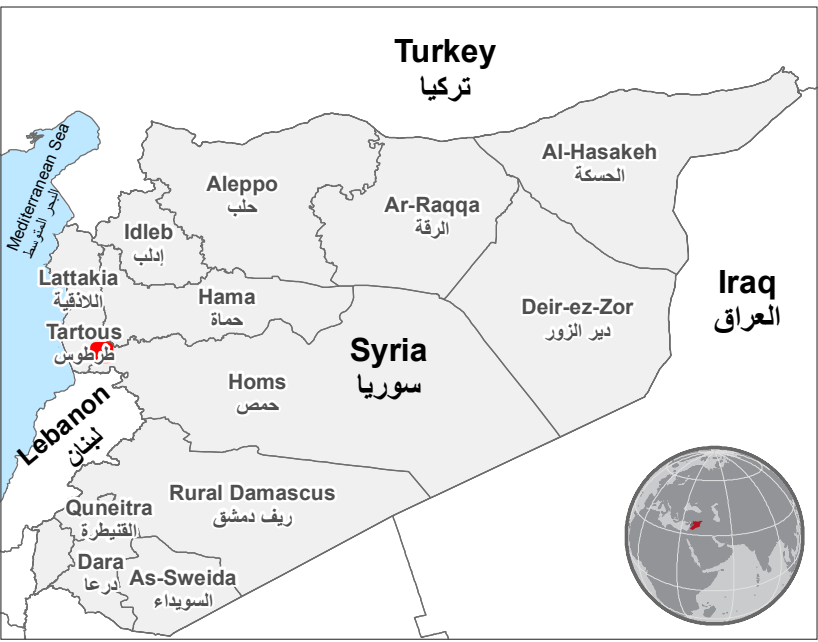 Turkey
تركيا
Mediterranean Sea
البحر المتوسط
Al-Hasakeh
الحسكة
Aleppo
حلب
Ar-Raqqa
الرقة
Idleb
إدلب
Lattakia
اللاذقية
Hama
حماة
Iraq
العراق
Deir-ez-Zor
دير الزور
Tartous
طرطوس
Syria
سوريا
Homs
حمص
Lebanon
لبنان
Rural Damascus
ريف دمشق
Quneitra
القنيطرة
Dara
درعا
As-Sweida
السويداء